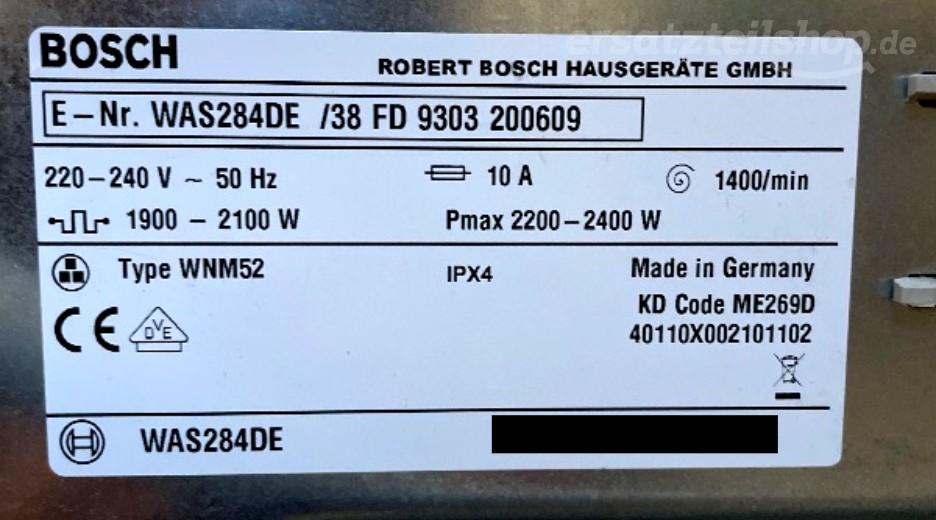 ersatzteilshop.de
BOSCH
ROBERT BOSCH HAUSGERÄTE GMBH
E-Nr. WAS284DE /38 FD 9303 200609
220-240 V ~ 50 Hz 10 A 1400/min
1900 - 2100 W Pmax 2200-2400 W
Type WNM52 IPX4 Made in Germany
KD Code ME269D
CE DVE 40110X002101102
WAS284DE